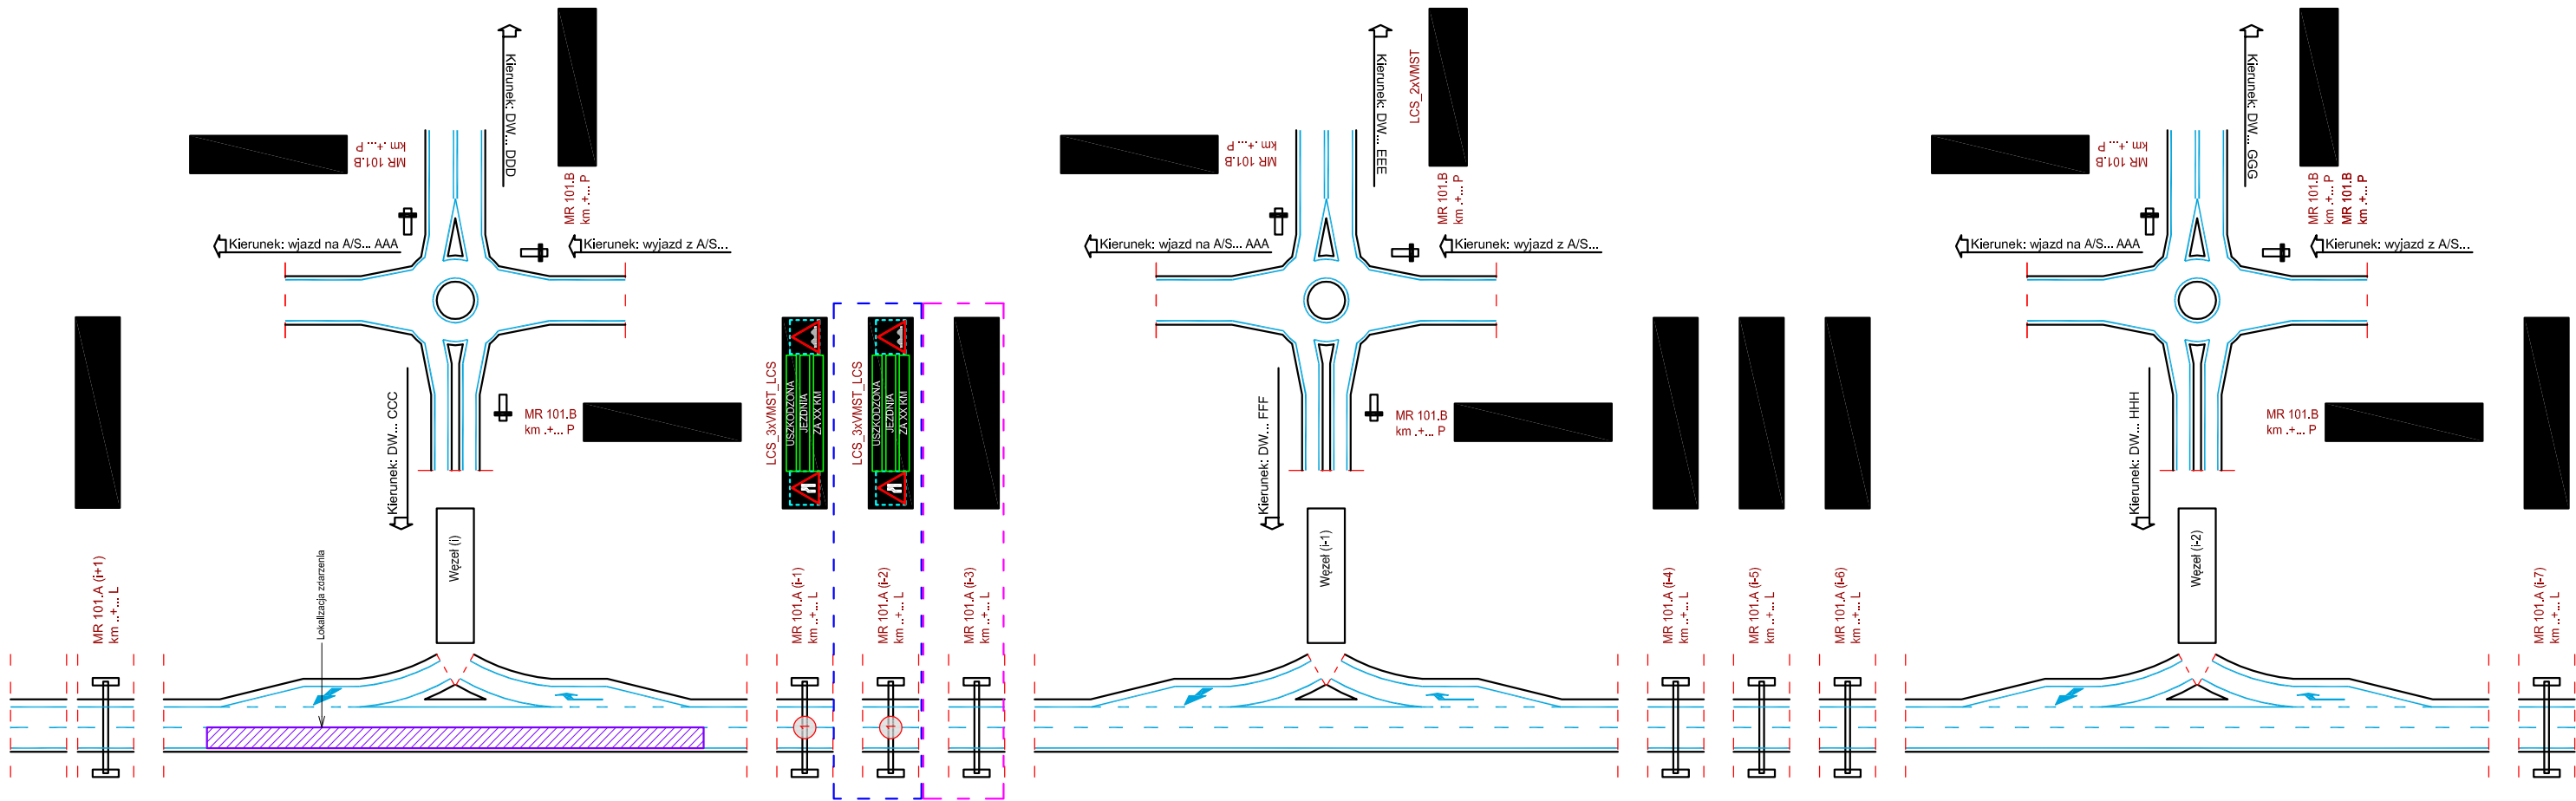 Kierunek: DW... DDD
MR 101.B
km .+... P
MR 101.B
km .+... P
Kierunek: wjazd na A/S... AAA
Kierunek: wyjazd z A/S...
Kierunek: DW... CCC
MR 101.B
km .+... P
Węzeł (i)
Lokalizacja zdarzenia
MR 101.A (i+1)
km ..+... L
LCS_3xVMST_LCS
USZKODZONA
JEZDNIA
ZA XX KM
MR 101.A (i-1)
km ..+... L
LCS_3xVMST_LCS
USZKODZONA
JEZDNIA
ZA XX KM
MR 101.A (i-2)
km ..+... L
MR 101.A (i-3)
km ..+... L
Kierunek: DW... EEE
LCS_2xVMST
MR 101.B
km .+... P
MR 101.B
km .+... P
Kierunek: wjazd na A/S... AAA
Kierunek: wyjazd z A/S...
Kierunek: DW... FFF
MR 101.B
km .+... P
Węzeł (i-1)
MR 101.A (i-4)
km ..+... L
MR 101.A (i-5)
km ..+... L
MR 101.A (i-6)
km ..+... L
Kierunek: DW... GGG
MR 101.B
km .+... P
MR 101.B
km .+... P
MR 101.B
km .+... P
Kierunek: wjazd na A/S... AAA
Kierunek: wyjazd z A/S...
Kierunek: DW... HHH
MR 101.B
km .+... P
Węzeł (i-2)
MR 101.A (i-7)
km ..+... L